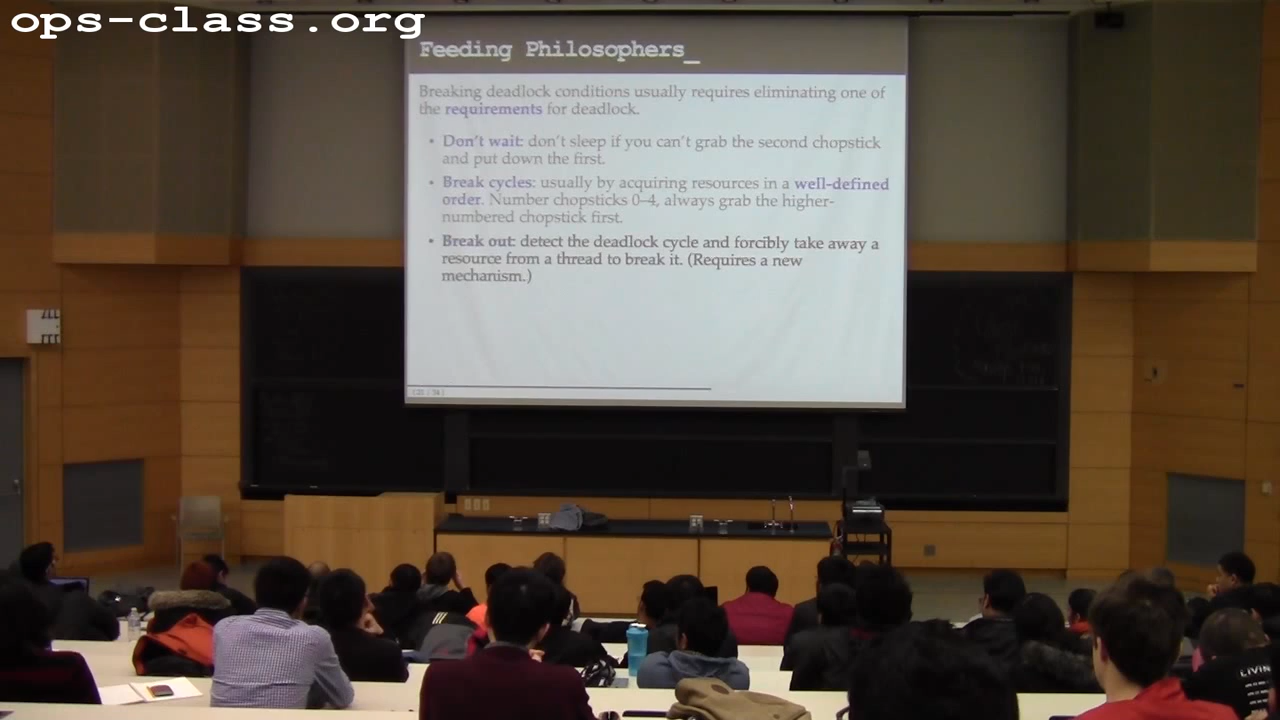 ops-class.org
Feeding Philosophers_
Breaking deadlock conditions usually requires eliminating one of
the requirements for deadlock.
• Don't wait: don't sleep if you can't grab the second chopstick
and put down the first.
• Break cycles: usually by acquiring resources in a well-defined
order. Number chopsticks 0–4, always grab the higher-
numbered chopstick first.
• Break out: detect the deadlock cycle and forcibly take away a
resource from a thread to break it. (Requires a new
mechanism.)